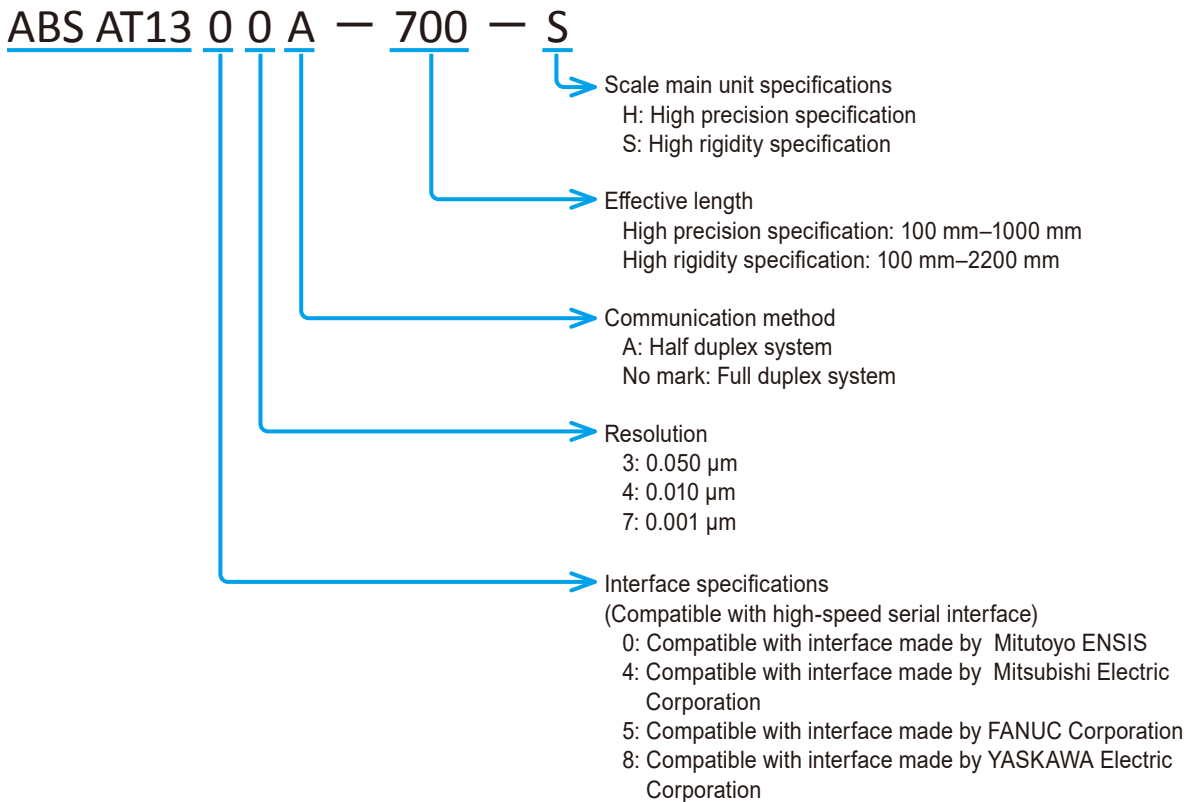 ABS AT13 0 0 A — 700 — S
Scale main unit specifications
H: High precision specification
S: High rigidity specification
Effective length
High precision specification: 100 mm–1000 mm
High rigidity specification: 100 mm–2200 mm
Communication method
A: Half duplex system
No mark: Full duplex system
Resolution
3: 0.050 μm
4: 0.010 μm
7: 0.001 μm
Interface specifications
(Compatible with high-speed serial interface)
0: Compatible with interface made by Mitutoyo ENSIS
4: Compatible with interface made by Mitsubishi Electric
Corporation
5: Compatible with interface made by FANUC Corporation
8: Compatible with interface made by YASKAWA Electric
Corporation